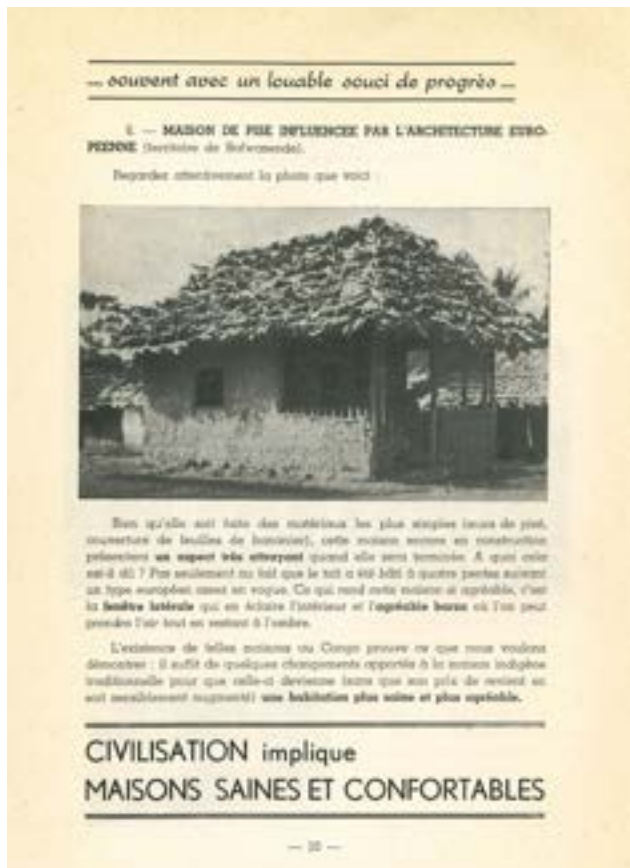 — souvent avec un louable souci de progrès —
— MAISON DE PISE INFLUENCEE PAR L'ARCHITECTURE EURO-
PEENNE (territoire de Bafwasende).
Regardez attentivement la photo que voici :
Bien qu'elle soit faite des matériaux les plus simples (murs de pisé,
couverture de feuilles de bananier), cette maison encore en construction
présentera un aspect très attrayant quand elle sera terminée. A quoi cela
est-il dû ? Pas seulement au fait que le toit a été bâti à quatre pentes suivant
un type européen assez en vogue. Ce qui rend cette maison si agréable, c'est
la fenêtre latérale qui en éclaire l'intérieur et l'agréable barza où l'on peut
prendre l'air tout en restant à l'ombre.
L'existence de telles maisons au Congo prouve ce que nous voulons
démontrer : il suffit de quelques changements apportés à la maison indigène
traditionnelle pour que celle-ci devienne (sans que son prix de revient en
soit sensiblement augmenté) une habitation plus saine et plus agréable.
CIVILISATION implique
MAISONS SAINES ET CONFORTABLES
— 10 —